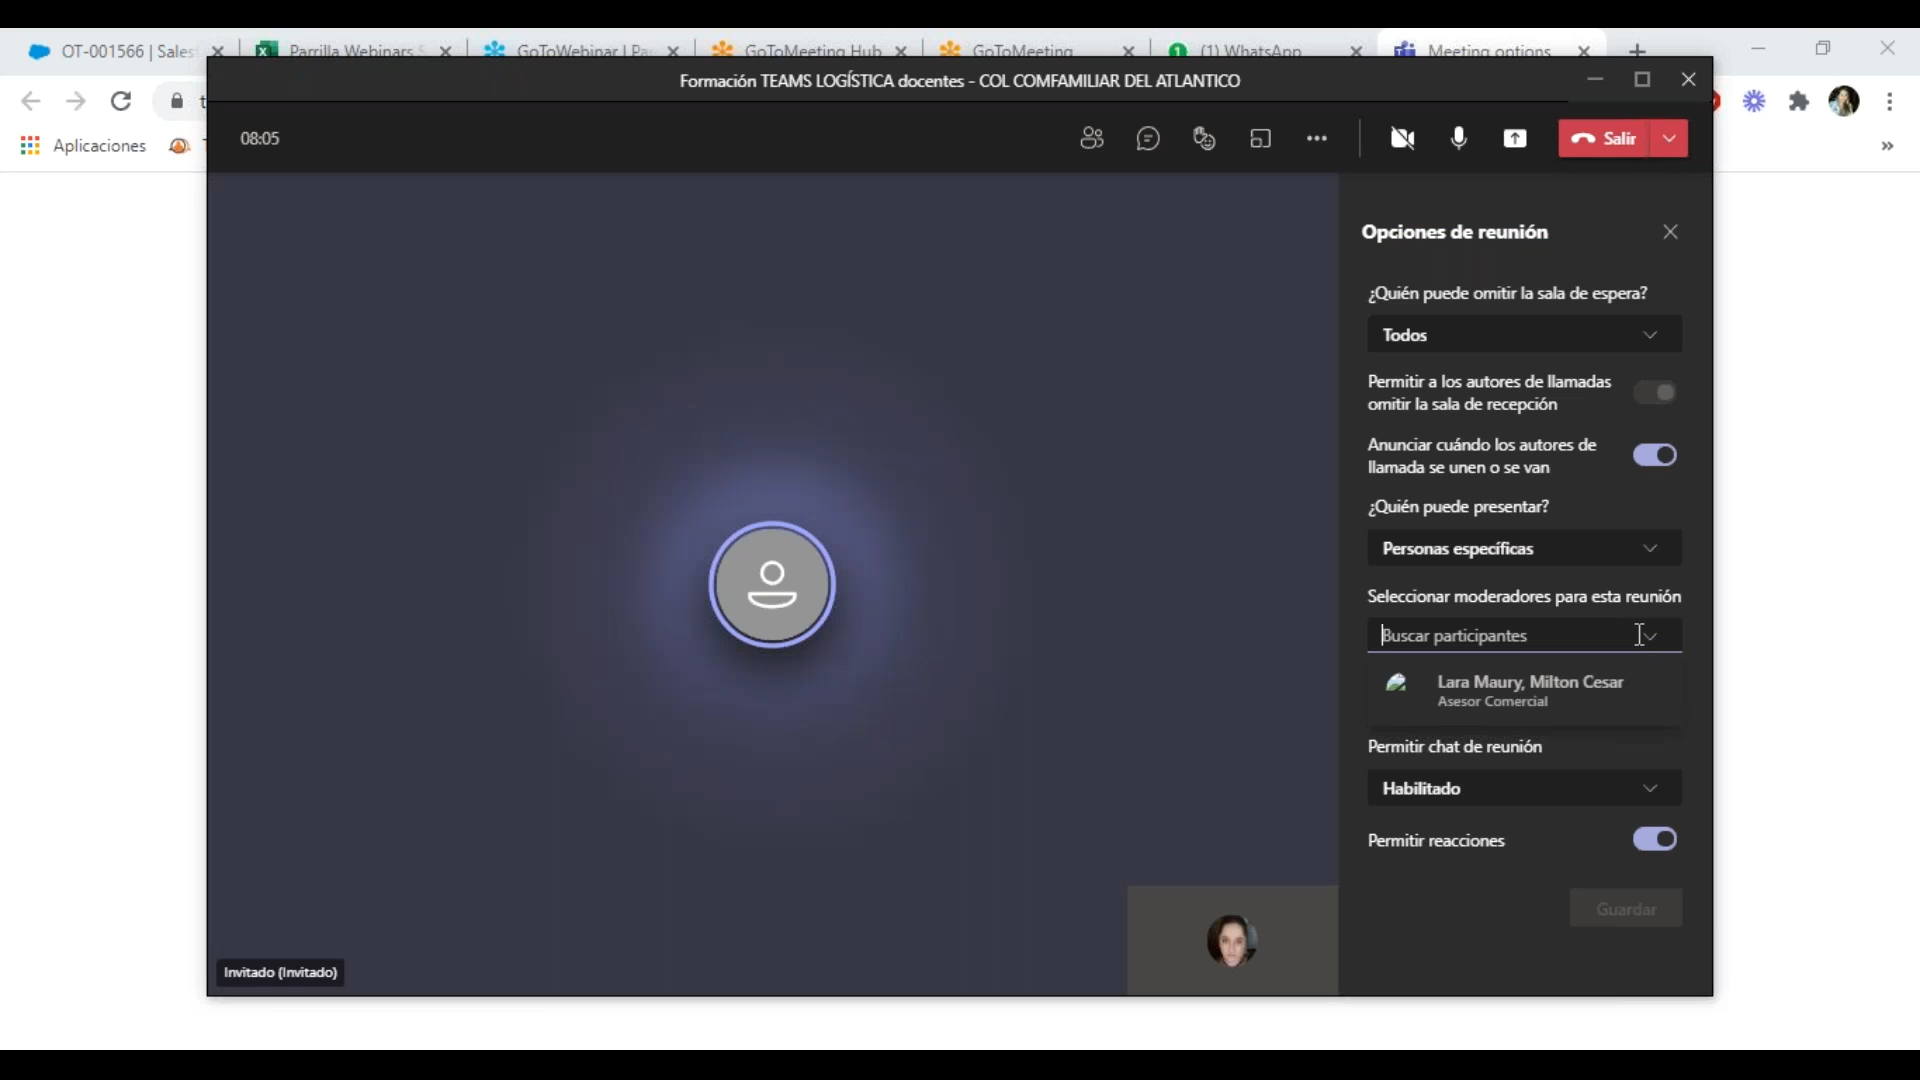 OT-001566 | Sales
Parrilla Webinars S
GoToWebinar | Pa
GoToMeeting Hub
GoToMeeting
(1) WhatsApp
Meeting options
Formación TEAMS LOGÍSTICA docentes - COL COMFAMILIAR DEL ATLANTICO
Aplicaciones
08:05
Salir
Opciones de reunión
¿Quién puede omitir la sala de espera?
Todos
Permitir a los autores de llamadas
omitir la sala de recepción
Anunciar cuándo los autores de
llamada se unen o se van
¿Quién puede presentar?
Personas específicas
Seleccionar moderadores para esta reunión
Buscar participantes
Lara Maury, Milton Cesar
Asesor Comercial
Permitir chat de reunión
Habilitado
Permitir reacciones
Guardar
Invitado (Invitado)